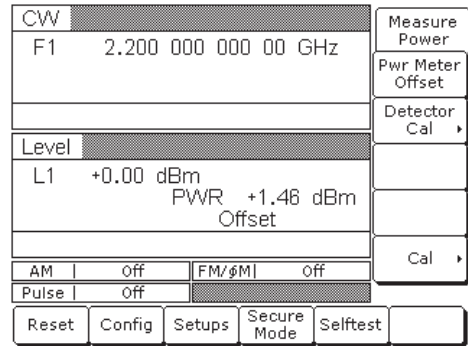 CW
F1 2.200 000 000 00 GHz
Level
L1 +0.00 dBm
PWR +1.46 dBm
Offset
AM Off FM/ϕM Off
Pulse Off
Measure
Power
Pwr Meter
Offset
Detector
Cal
Cal
Reset Config Setups Secure Mode Selftest